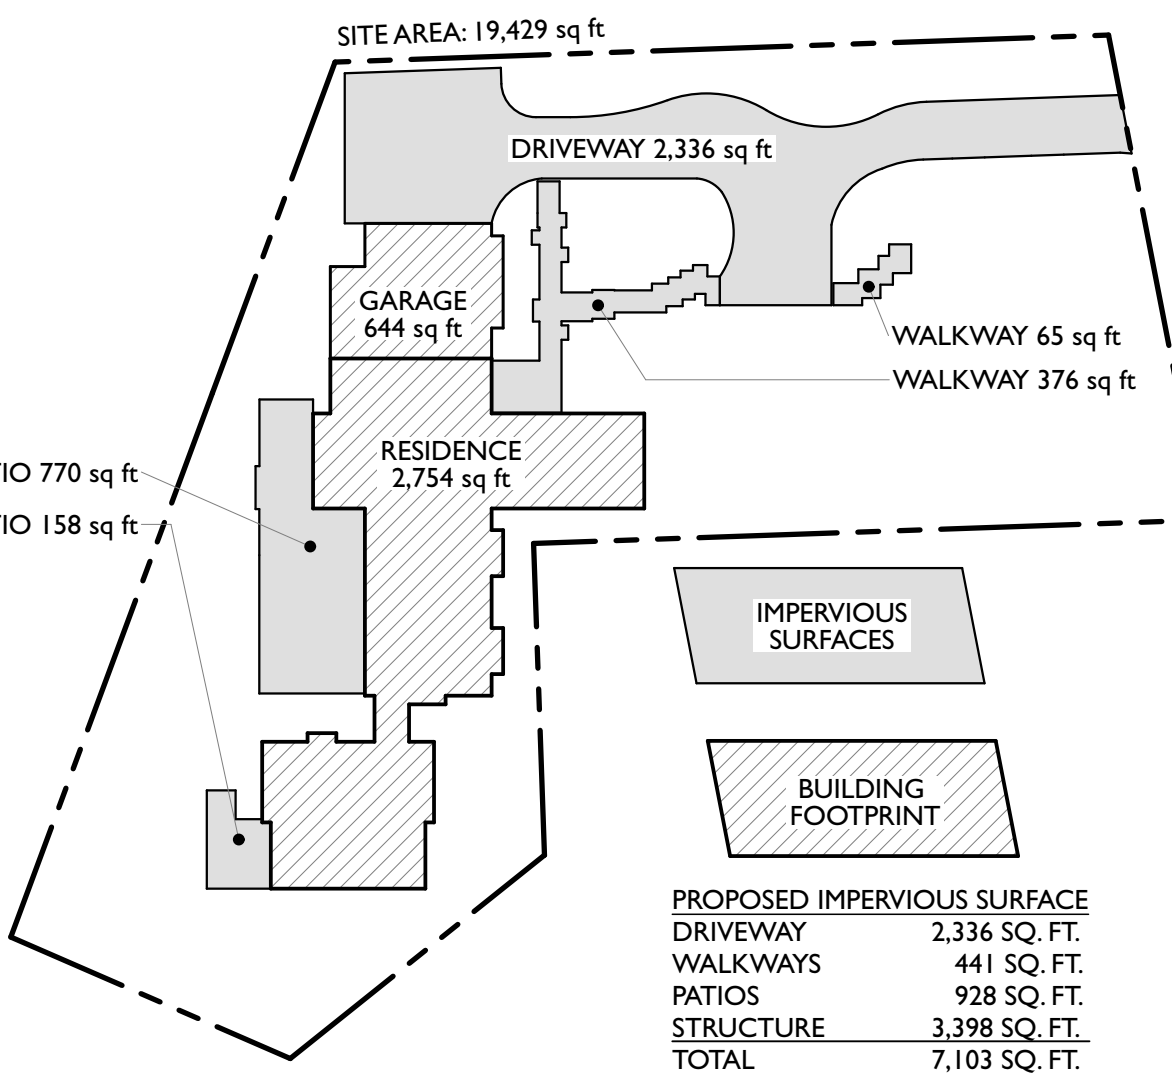 SITE AREA: 19,429 sq ft
DRIVEWAY 2,336 sq ft
GARAGE
644 sq ft
WALKWAY 65 sq ft
WALKWAY 376 sq ft
RESIDENCE
2,754 sq ft
770 sq ft
158 sq ft
IMPERVIOUS
SURFACES
BUILDING
FOOTPRINT
PROPOSED IMPERVIOUS SURFACE
DRIVEWAY 2,336 SQ. FT.
WALKWAYS 441 SQ. FT.
PATIOS 928 SQ. FT.
STRUCTURE 3,398 SQ. FT.
TOTAL 7,103 SQ. FT.